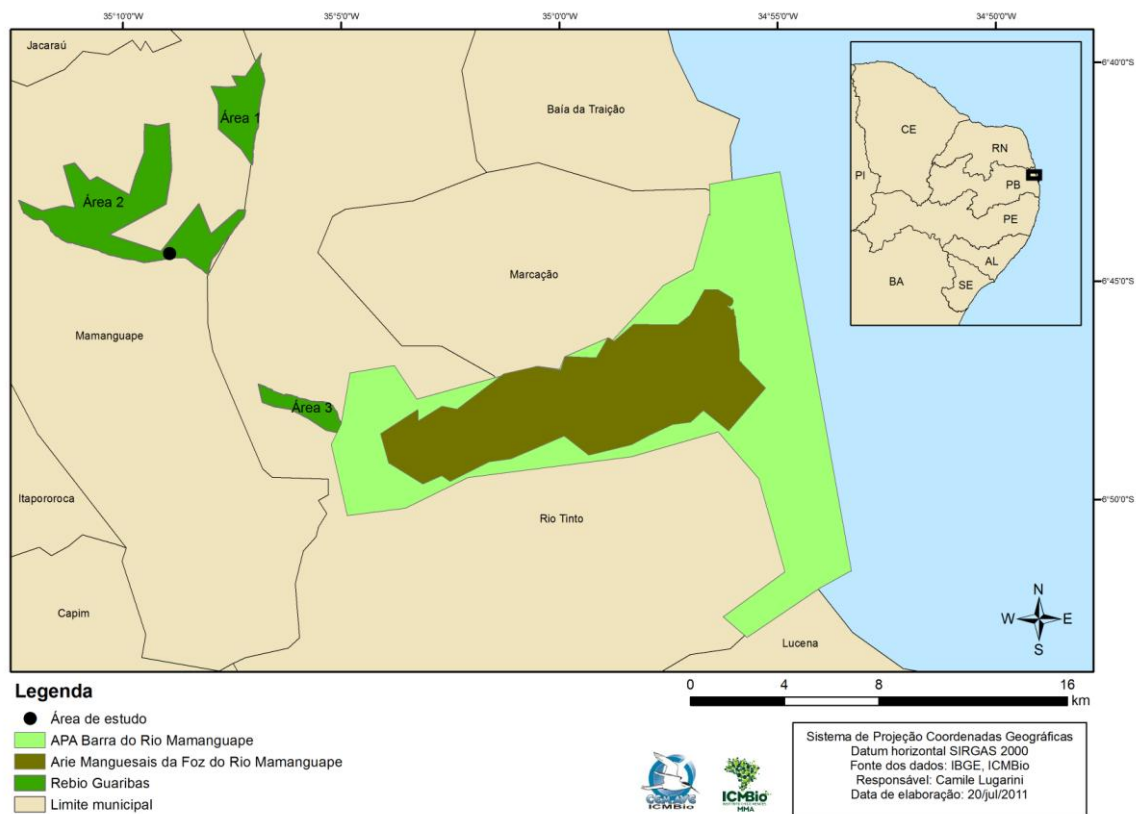 35°10'0"W
35°5'0"W
35°0'0"W
34°55'0"W
34°50'0"W
Jacaraú
Área 1
Baía da Traição
6°40'0"S
CE
RN
PI
PB
PE
AL
BA
SE
Área 2
Marcação
6°45'0"S
Mamanguape
Área 3
Itapororoca
Rio Tinto
6°50'0"S
Capim
Lucena
N
W
E
S
Legenda
Área de estudo
APA Barra do Rio Mamanguape
Arie Manguesais da Foz do Rio Mamanguape
Rebio Guaribas
Limite municipal
0 4 8 16
km
ICMBio
ICMBio
MMA
Sistema de Projeção Coordenadas Geográficas
Datum horizontal SIRGAS 2000
Fonte dos dados: IBGE, ICMBio
Responsável: Camile Lugarini
Data de elaboração: 20/jul/2011